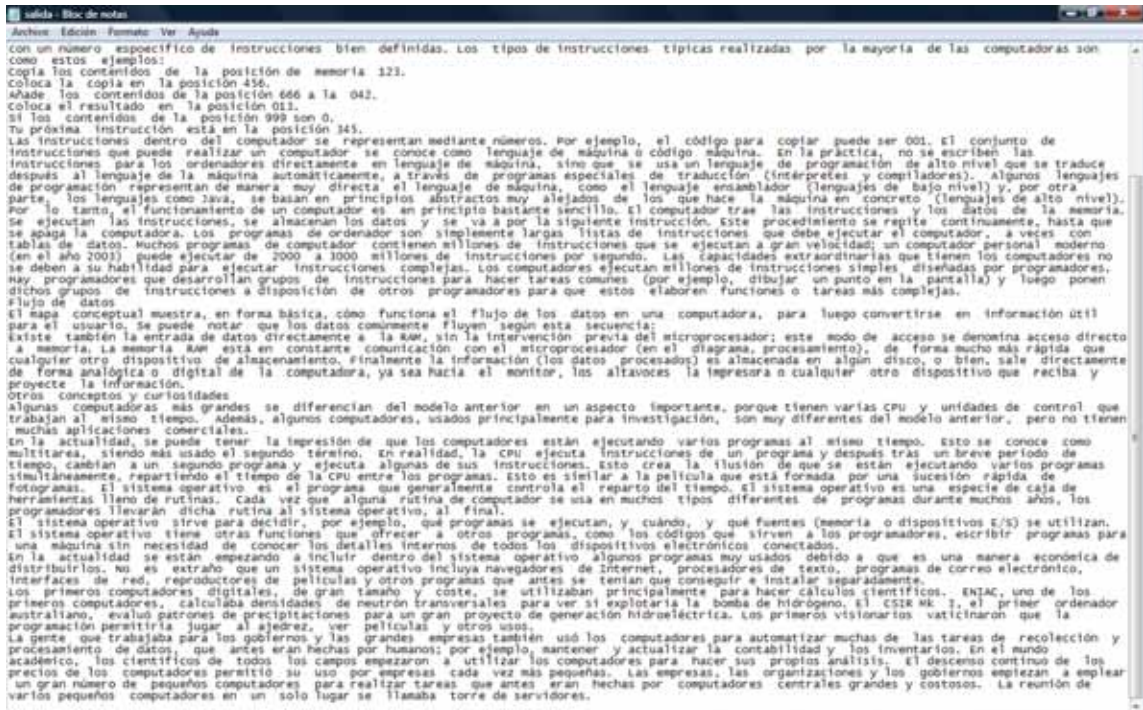 salida - Bloc de notas
Archivo Edición Formato Ver Ayuda
con un número espoecífico de instrucciones bien definidas. Los tipos de instrucciones típicas realizadas por la mayoría de las computadoras son
como estos ejemplos:
Copia los contenidos de la posición de memoria 123.
Coloca la copia en la posición 456.
Añade los contenidos de la posición 666 a la 042.
Coloca el resultado en la posición 013.
Si los contenidos de la posición 999 son 0.
Tu próxima instrucción está en la posición 345.
Las instrucciones dentro del computador se representan mediante números. Por ejemplo, el código para copiar puede ser 001. El conjunto de
instrucciones que puede realizar un computador se conoce como lenguaje de máquina o código máquina. En la práctica, no se escriben las
instrucciones para los ordenadores directamente en lenguaje de máquina, sino que se usa un lenguaje de programación de alto nivel que se traduce
después al lenguaje de la máquina automáticamente, a través de programas especiales de traducción (intérpretes y compiladores). Algunos lenguajes
de programación representan de manera muy directa el lenguaje de máquina, como el lenguaje ensamblador (lenguajes de bajo nivel) y, por otra
parte, los lenguajes como Java, se basan en principios abstractos muy alejados de los que hace la máquina en concreto (lenguajes de alto nivel).
Por lo tanto, el funcionamiento de un computador es en principio bastante sencillo. El computador trae las instrucciones y los datos de la memoria.
Se ejecutan las instrucciones, se almacenan los datos y se va a por la siguiente instrucción. Este procedimiento se repite continuamente, hasta que
se apaga la computadora. Los programas de ordenador son simplemente largas listas de instrucciones que debe ejecutar el computador, a veces con
tablas de datos. Muchos programas de computador contienen millones de instrucciones que se ejecutan a gran velocidad; un computador personal moderno
(en el año 2003) puede ejecutar de 2000 a 3000 millones de instrucciones por segundo. Las capacidades extraordinarias que tienen los computadores no
se deben a su habilidad para ejecutar instrucciones complejas. Los computadores ejecutan millones de instrucciones simples diseñadas por programadores.
Hay programadores que desarrollan grupos de instrucciones para hacer tareas comunes (por ejemplo, dibujar un punto en la pantalla) y luego ponen
dichos grupos de instrucciones a disposición de otros programadores para que estos elaboren funciones o tareas más complejas.
Flujo de datos
El mapa conceptual muestra, en forma básica, cómo funciona el flujo de los datos en una computadora, para luego convertirse en información útil
para el usuario. Se puede notar que los datos comúnmente fluyen según esta secuencia:
Existe también la entrada de datos directamente a la RAM, sin la intervención previa del microprocesador; este modo de acceso se denomina acceso directo
a memoria. La memoria RAM está en constante comunicación con el microprocesador (en el diagrama, procesamiento), de forma mucho más rápida que
cualquier otro dispositivo de almacenamiento. Finalmente la información (los datos procesados) es almacenada en algún disco, o bien, sale directamente
de forma analógica o digital de la computadora, ya sea hacia el monitor, los altavoces la impresora o cualquier otro dispositivo que reciba y
proyecte la información.
Otros conceptos y curiosidades
Algunas computadoras más grandes se diferencian del modelo anterior en un aspecto importante, porque tienen varias CPU y unidades de control que
trabajan al mismo tiempo. Además, algunos computadores, usados principalmente para investigación, son muy diferentes del modelo anterior, pero no tienen
muchas aplicaciones comerciales.
En la actualidad, se puede tener la impresión de que los computadores están ejecutando varios programas al mismo tiempo. Esto se conoce como
multitarea, siendo más usado el segundo término. En realidad, la CPU ejecuta instrucciones de un programa y después tras un breve periodo de
tiempo, cambian a un segundo programa y ejecuta algunas de sus instrucciones. Esto crea la ilusión de que se están ejecutando varios programas
simultáneamente, repartiendo el tiempo de la CPU entre los programas. Esto es similar a la película que está formada por una sucesión rápida de
fotogramas. El sistema operativo es el programa que generalmente controla el reparto del tiempo. El sistema operativo es una especie de caja de
herramientas lleno de rutinas. Cada vez que alguna rutina de computador se usa en muchos tipos diferentes de programas durante muchos años, los
programadores llevarán dicha rutina al sistema operativo, al final.
El sistema operativo sirve para decidir, por ejemplo, qué programas se ejecutan, y cuándo, y qué fuentes (memoria o dispositivos E/S) se utilizan.
El sistema operativo tiene otras funciones que ofrecer a otros programas, como los códigos que sirven a los programadores, escribir programas para
una máquina sin necesidad de conocer los detalles internos de todos los dispositivos electrónicos conectados.
En la actualidad se están empezando a incluir dentro del sistema operativo algunos programas muy usados debido a que es una manera económica de
distribuirlos. No es extraño que un sistema operativo incluya navegadores de Internet, procesadores de texto, programas de correo electrónico,
interfaces de red, reproductores de películas y otros programas que antes se tenían que conseguir e instalar separadamente.
Los primeros computadores digitales, de gran tamaño y coste, se utilizaban principalmente para hacer cálculos científicos. ENIAC, uno de los
primeros computadores, calculaba densidades de neutrón transversales para ver si explotaría la bomba de hidrógeno. El CSIR Mk I, el primer ordenador
australiano, evaluó patrones de precipitaciones para un gran proyecto de generación hidroeléctrica. Los primeros visionarios vaticinaron que la
programación permitiría jugar al ajedrez, ver películas y otros usos.
La gente que trabajaba para los gobiernos y las grandes empresas también usó los computadores para automatizar muchas de las tareas de recolección y
procesamiento de datos, que antes eran hechas por humanos; por ejemplo, mantener y actualizar la contabilidad y los inventarios. En el mundo
académico, los científicos de todos los campos empezaron a utilizar los computadores para hacer sus propios análisis. El descenso continuo de los
precios de los computadores permitió su uso por empresas cada vez más pequeñas. Las empresas, las organizaciones y los gobiernos empiezan a emplear
un gran número de pequeños computadores para realizar tareas que antes eran hechas por computadores centrales grandes y costosos. La reunión de
varios pequeños computadores en un solo lugar se llamaba torre de servidores.